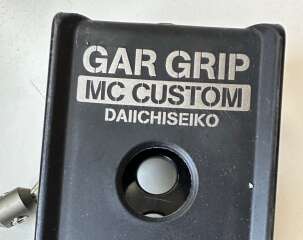 GAR GRIP
MC CUSTOM
DAIICHISEIKO